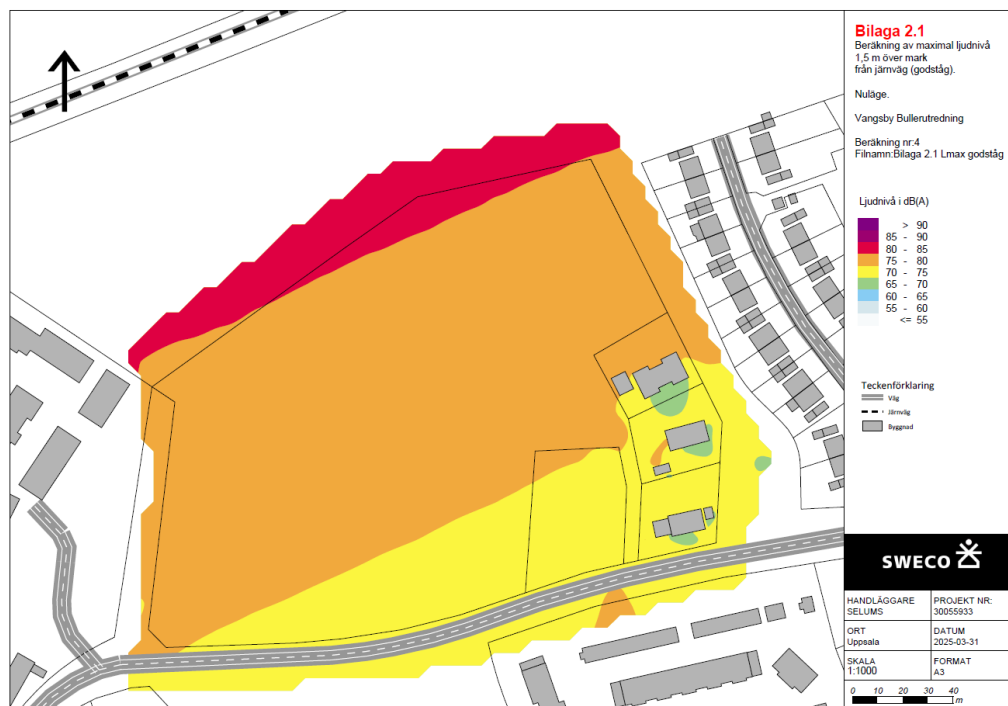 Bilaga 2.1
Beräkning av maximal ljudnivå
1,5 m över mark
från järnväg (godståg).
Nuläge.
Vangsby Bullerutredning
Beräkning nr:4
Filnamn:Bilaga 2.1 Lmax godståg
Ljudnivå i dB(A)
> 90
85 - 90
80 - 85
75 - 80
70 - 75
65 - 70
60 - 65
55 - 60
<= 55
Teckenförklaring
Väg
Järnväg
Byggnad
SWECO
HANDLÄGGARE
SELUMS
PROJEKT NR:
30055933
ORT
Uppsala
DATUM
2025-03-31
SKALA
1:1000
FORMAT
A3
0 10 20 30 40
m